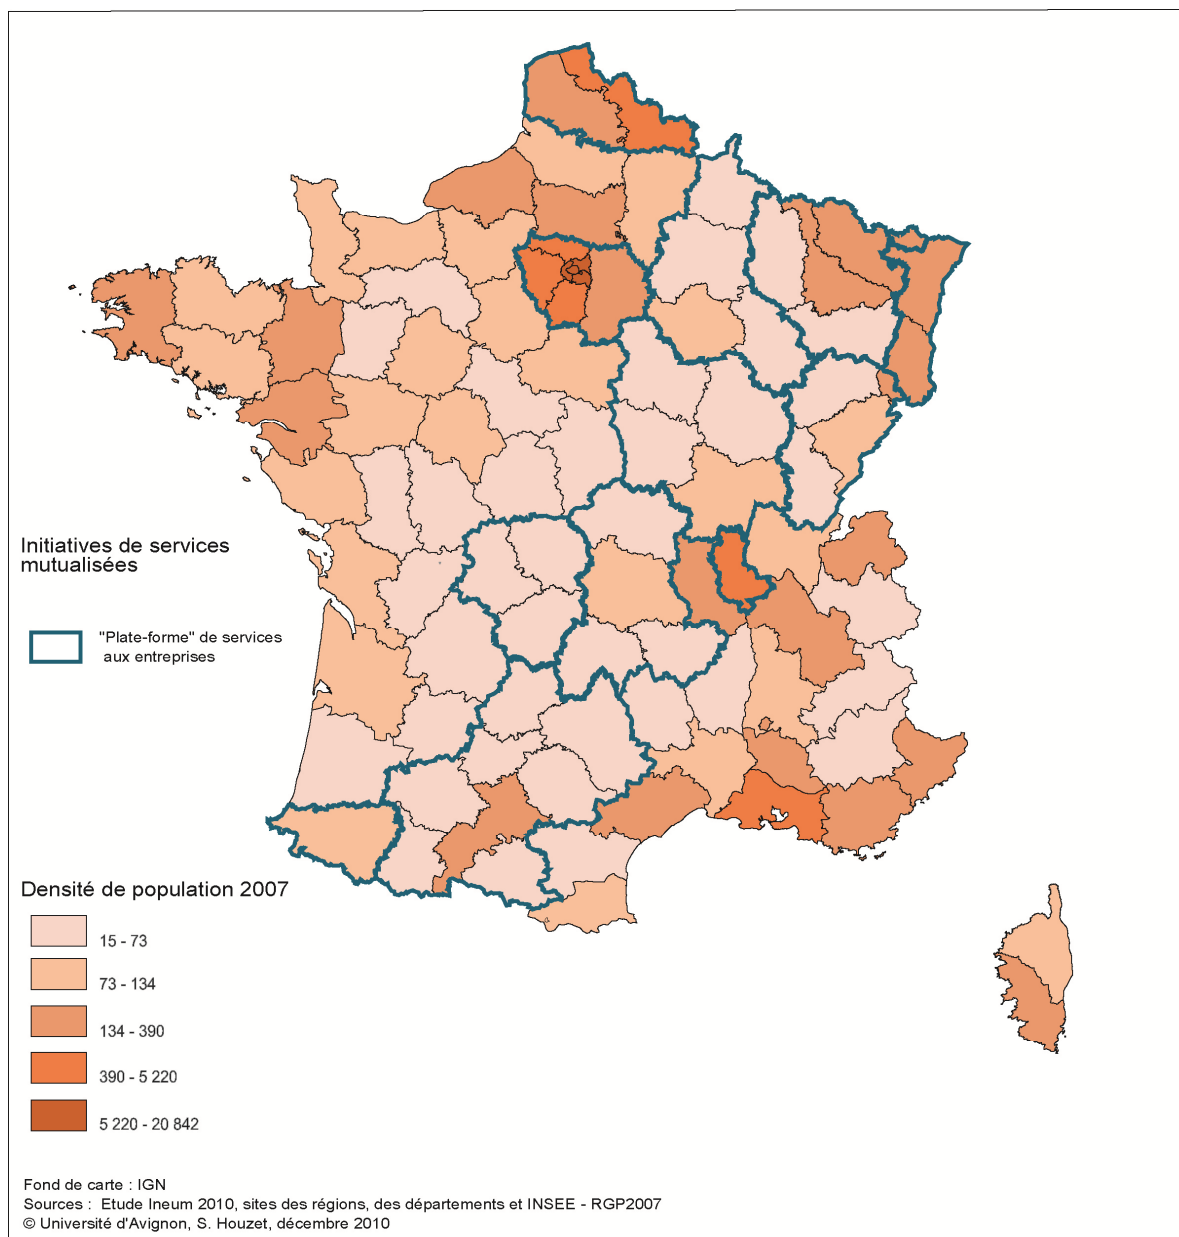 Initiatives de services
mutualisées
"Plate-forme" de services
aux entreprises
Densité de population 2007
15 - 73
73 - 134
134 - 390
390 - 5 220
5 220 - 20 842
Fond de carte : IGN
Sources : Etude Ineum 2010, sites des régions, des départements et INSEE - RGP2007
© Université d'Avignon, S. Houzet, décembre 2010